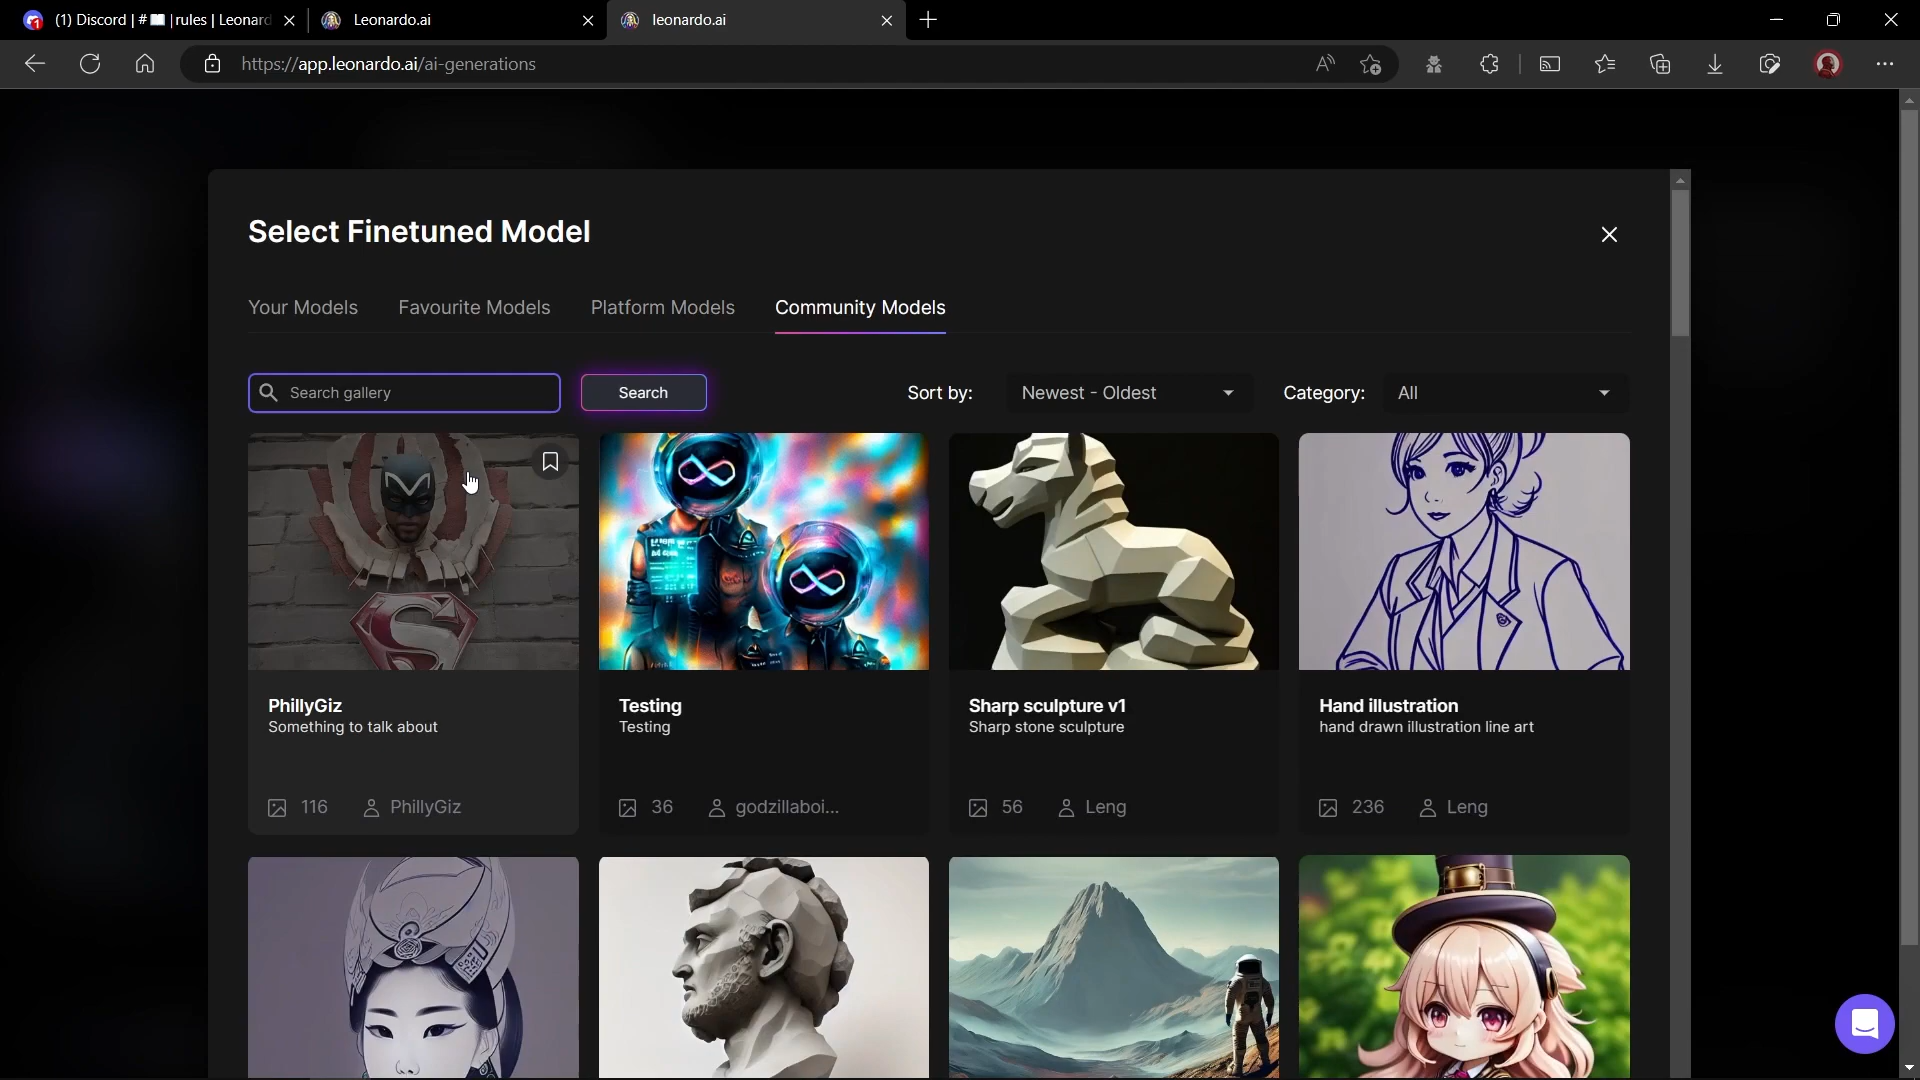 (1) Discord | #📖 |rules | Leonard
Leonardo.ai
leonardo.ai
https://app.leonardo.ai/ai-generations
Select Finetuned Model
Your Models
Favourite Models
Platform Models
Community Models
Search gallery
Search
Sort by:
Newest - Oldest
Category:
All
PhillyGiz
Something to talk about
116
PhillyGiz
Testing
Testing
36
godzillaboi...
Sharp sculpture v1
Sharp stone sculpture
56
Leng
Hand illustration
hand drawn illustration line art
236
Leng